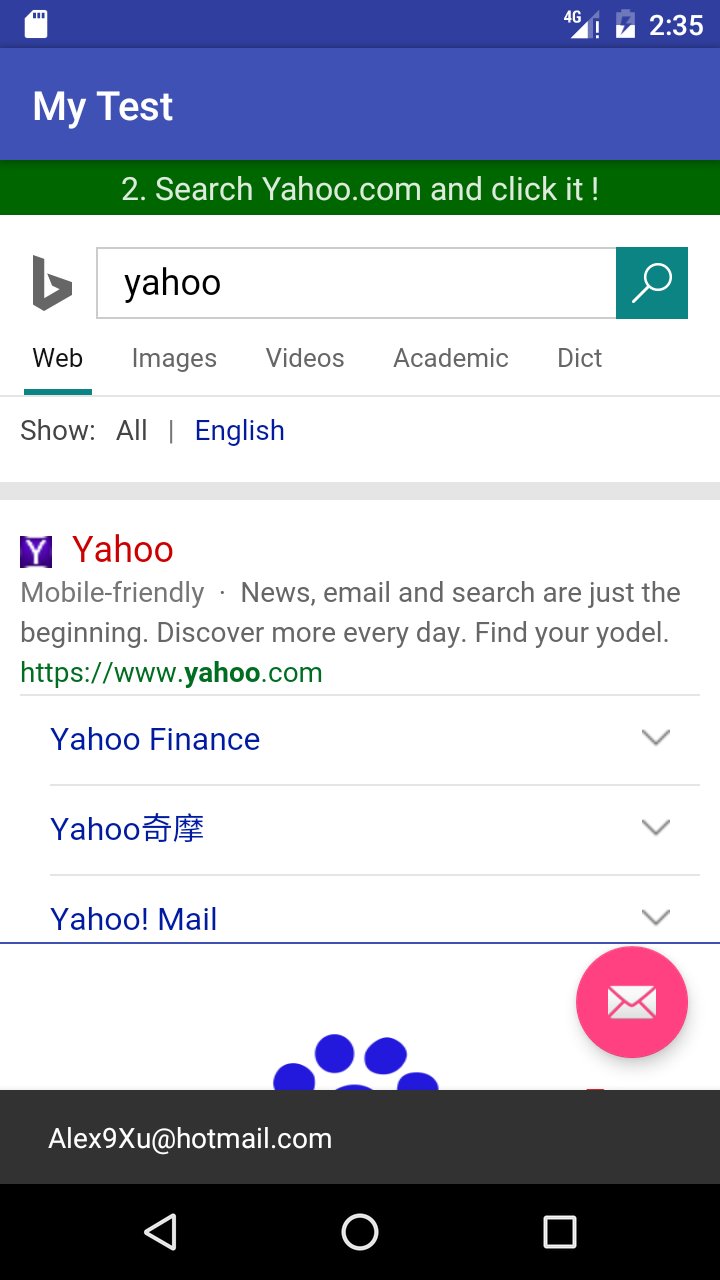 4G 2:35
My Test
2. Search Yahoo.com and click it !
yahoo
Web Images Videos Academic Dict
Show: All | English
Y Yahoo
Mobile-friendly · News, email and search are just the
beginning. Discover more every day. Find your yodel.
https://www.yahoo.com
Yahoo Finance
Yahoo奇摩
Yahoo! Mail
Alex9Xu@hotmail.com